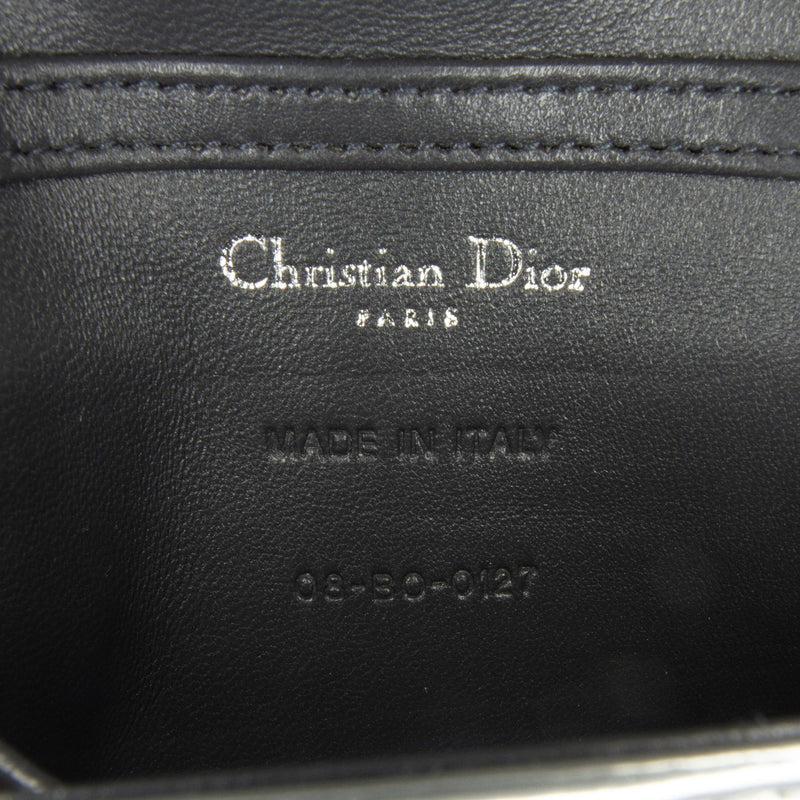 Christian Dior
PARIS
MADE IN ITALY
08-BO-0127